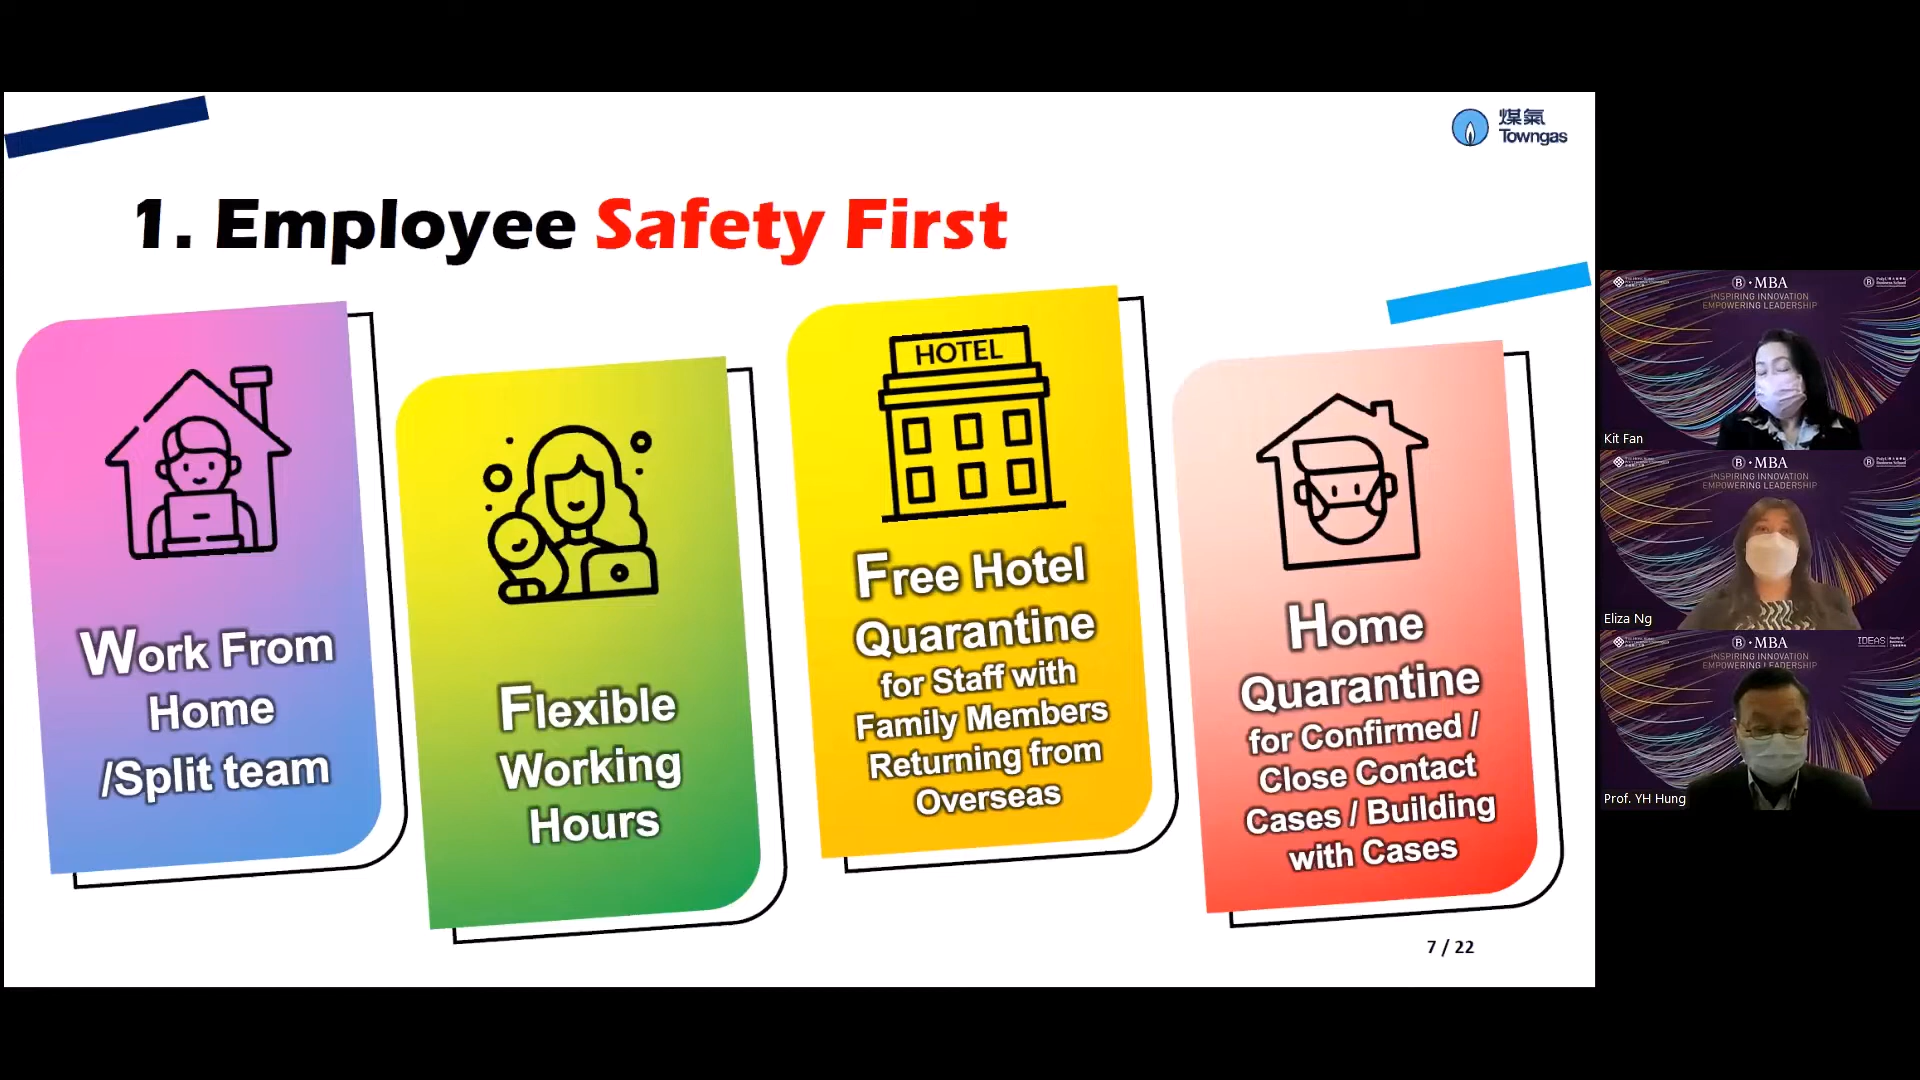 煤氣
Towngas
1. Employee Safety First
Work From
Home
/Split team
Flexible
Working
Hours
HOTEL
Free Hotel
Quarantine
for Staff with
Family Members
Returning from
Overseas
Home
Quarantine
for Confirmed /
Close Contact
Cases / Building
with Cases
7 / 22
B·MBA
INSPIRING INNOVATION
EMPOWERING LEADERSHIP
Kit Fan
B·MBA
INSPIRING INNOVATION
EMPOWERING LEADERSHIP
Eliza Ng
B·MBA
IDEAS
INSPIRING INNOVATION
EMPOWERING LEADERSHIP
Prof. YH Hung